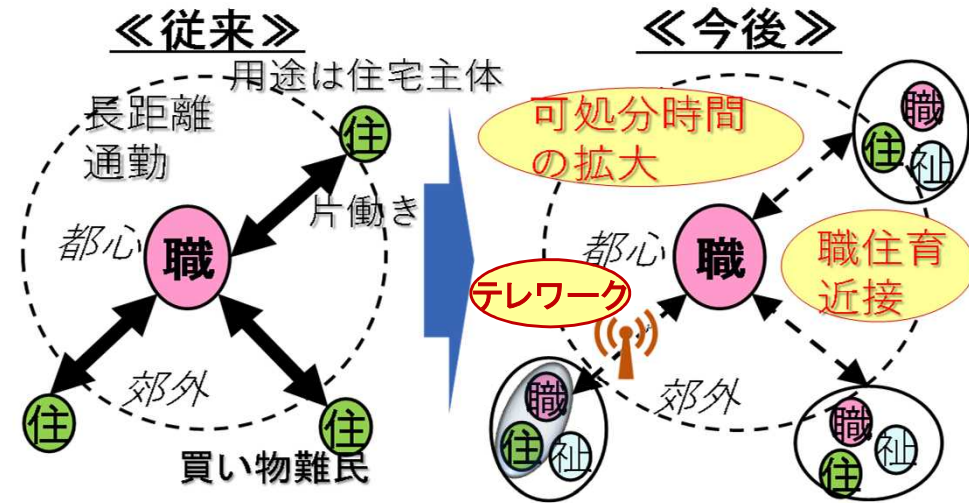 ≪従来≫
用途は住宅主体
長距離
通勤
住
片働き
都心
職
郊外
住
住
買い物難民
≪今後≫
可処分時間
の拡大
職
住
祉
都心
職
職住育
近接
テレワーク
郊外
職
住
祉
職
住
祉